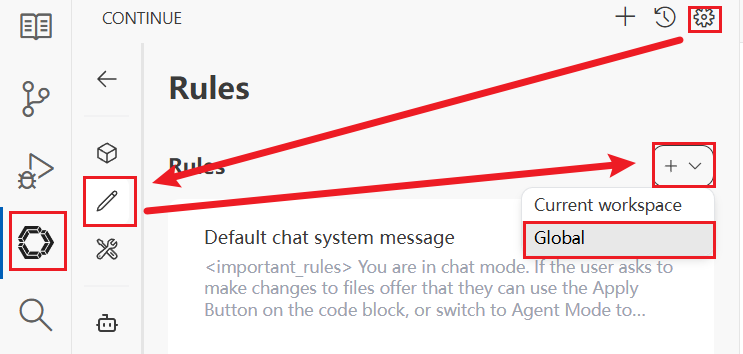 CONTINUE
Rules
Rules
Current workspace
Global
Default chat system message
<important_rules> You are in chat mode. If the user asks to
make changes to files offer that they can use the Apply
Button on the code block, or switch to Agent Mode to...